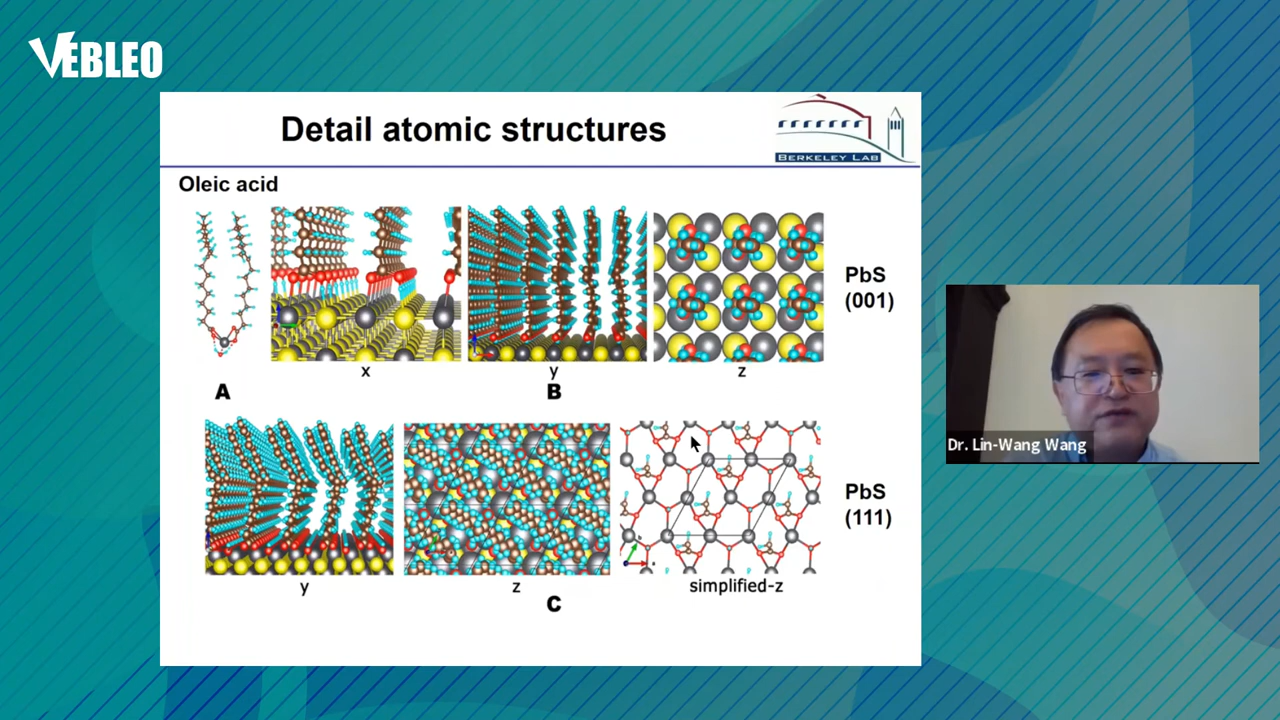 VEBLEO
Detail atomic structures
BERKELEY LAB
Oleic acid
PbS
(001)
x
y
z
A
B
PbS
(111)
y
z
simplified-z
C
Dr. Lin-Wang Wang